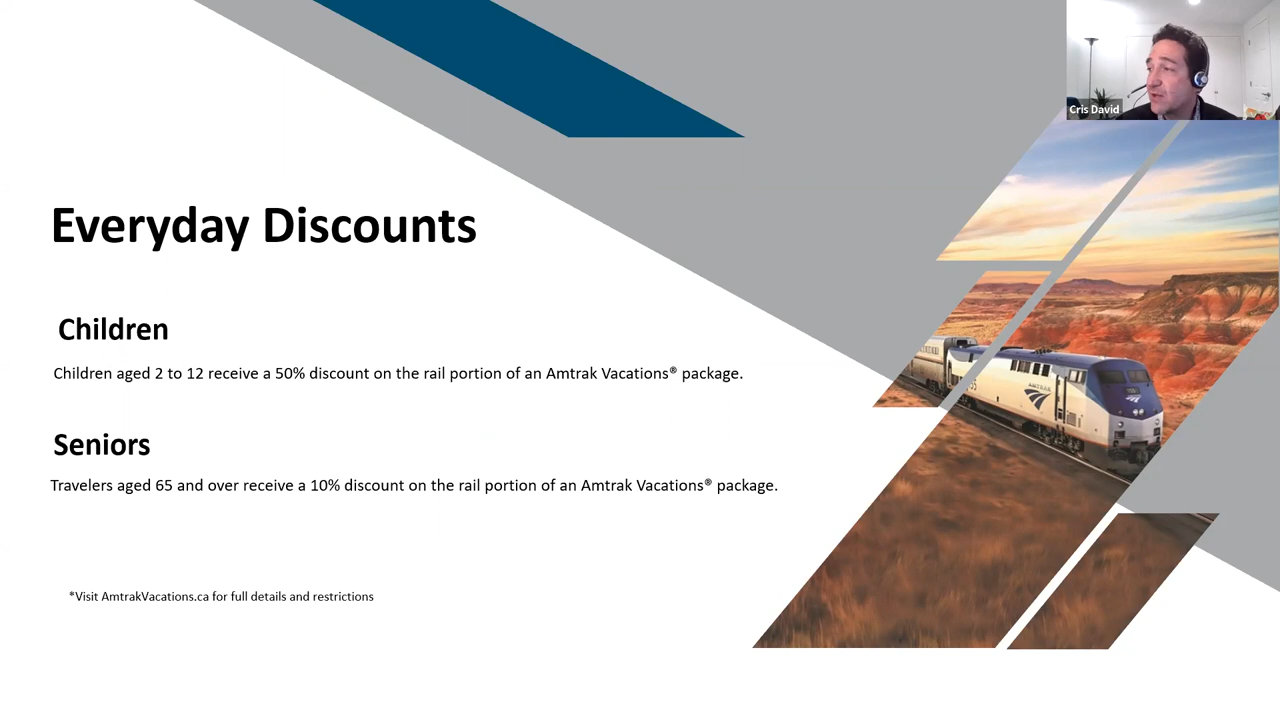 Cris David
Everyday Discounts
Children
Children aged 2 to 12 receive a 50% discount on the rail portion of an Amtrak Vacations® package.
Seniors
Travelers aged 65 and over receive a 10% discount on the rail portion of an Amtrak Vacations® package.
*Visit AmtrakVacations.ca for full details and restrictions
AMTRAK